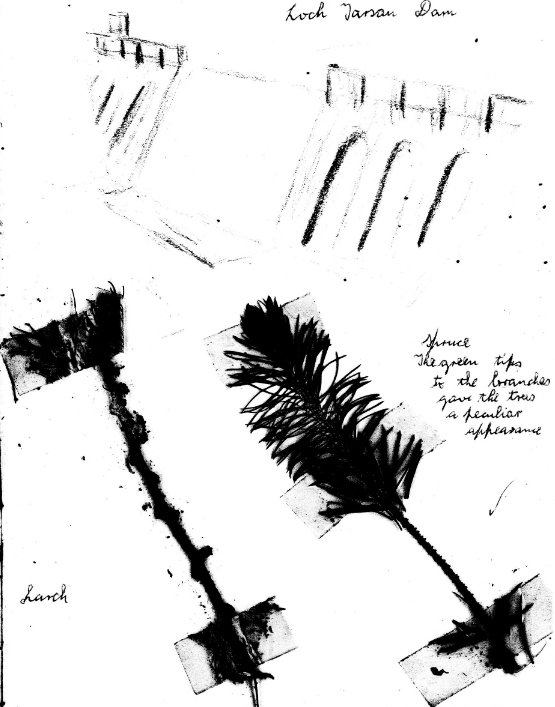 Loch Tarsan Dam
Spruce
The green tips
to the branches
gave the trees
a peculiar
appearance
Larch